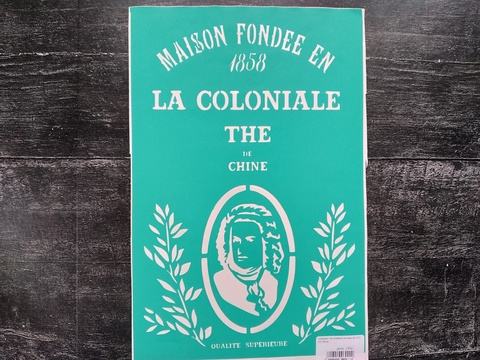 MAISON FONDEE EN
1858
LA COLONIALE
THE
DE
CHINE
QUALITE SUPERIEURE